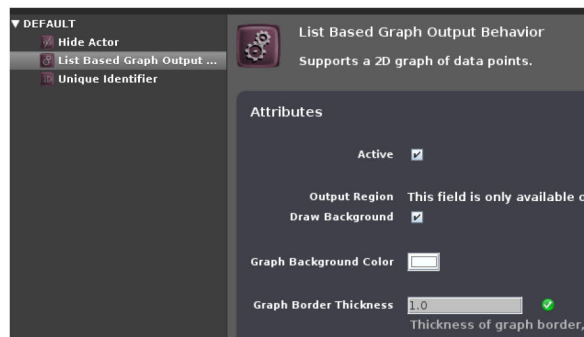 DEFAULT
Hide Actor
List Based Graph Output ...
Unique Identifier
List Based Graph Output Behavior
Supports a 2D graph of data points.
Attributes
Active
Output Region This field is only available
Draw Background
Graph Background Color
Graph Border Thickness 1.0
Thickness of graph border,